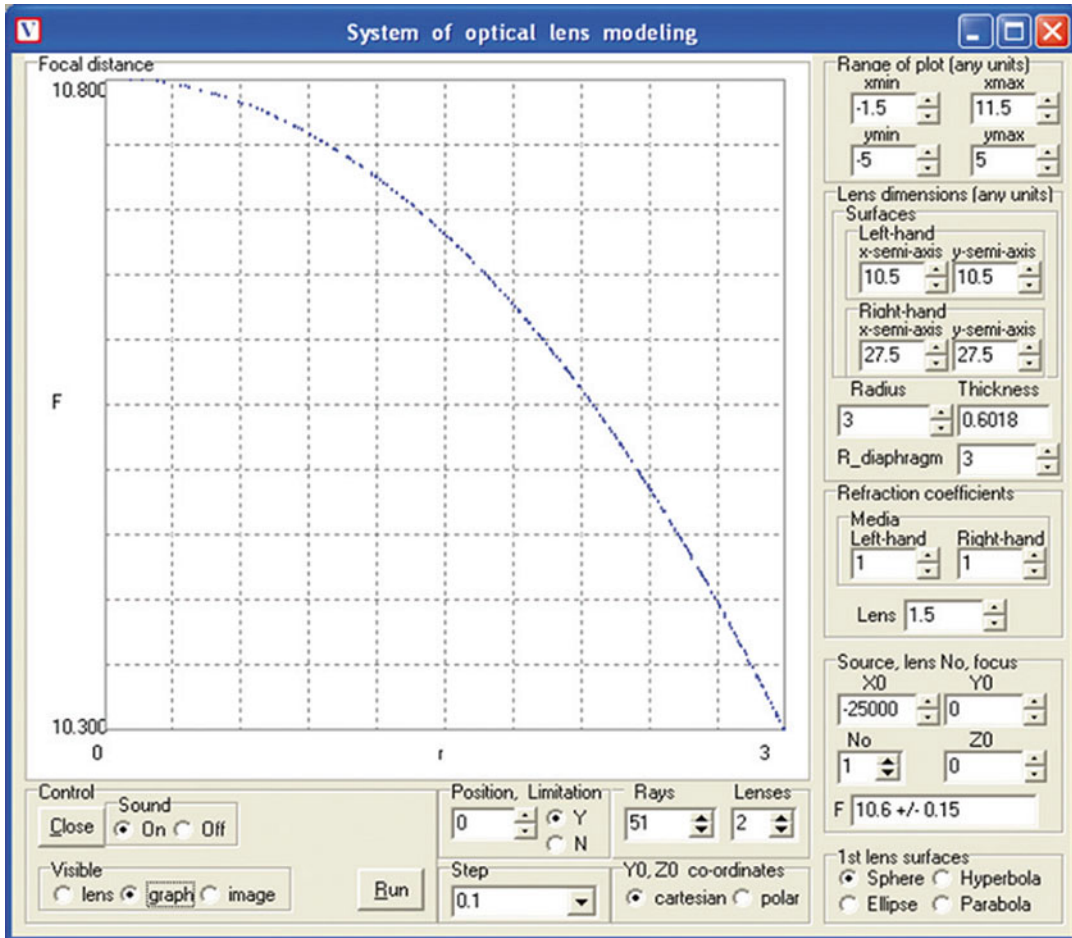 V
System of optical lens modeling
Focal distance
10.800
F
10.300
0
r
3
Range of plot (any units)
xmin xmax
-1.5 11.5
ymin ymax
-5 5
Lens dimensions (any units)
Surfaces
Left-hand
x-semi-axis y-semi-axis
10.5 10.5
Right-hand
x-semi-axis y-semi-axis
27.5 27.5
Radius Thickness
3 0.6018
R_diaphragm 3
Refraction coefficients
Media
Left-hand Right-hand
1 1
Lens 1.5
Source, lens No, focus
X0 Y0
-25000 0
No Z0
1 0
F 10.6 +/- 0.15
1st lens surfaces
Sphere Hyperbola
Ellipse Parabola
Control
Sound
Close On Off
Visible
lens graph image
Run
Position, Limitation
0 Y
N
Step
0.1
Rays Lenses
51 2
Y0, Z0 co-ordinates
cartesian polar